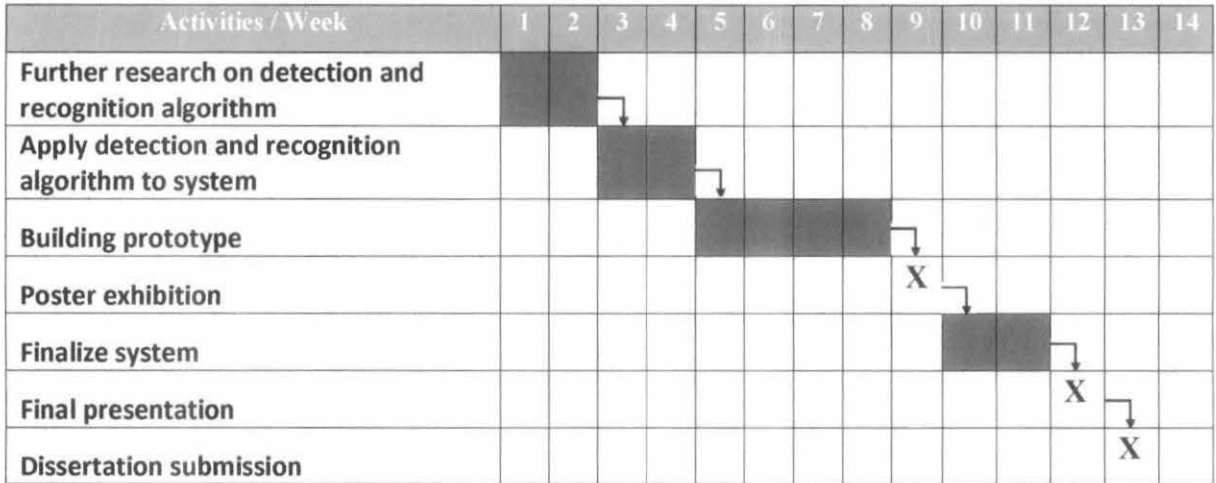 Activities / Week 1 2 3 4 5 6 7 8 9 10 11 12 13 14
Further research on detection and
recognition algorithm
Apply detection and recognition
algorithm to system
Building prototype
X
Poster exhibition
Finalize system
X
Final presentation
X
Dissertation submission